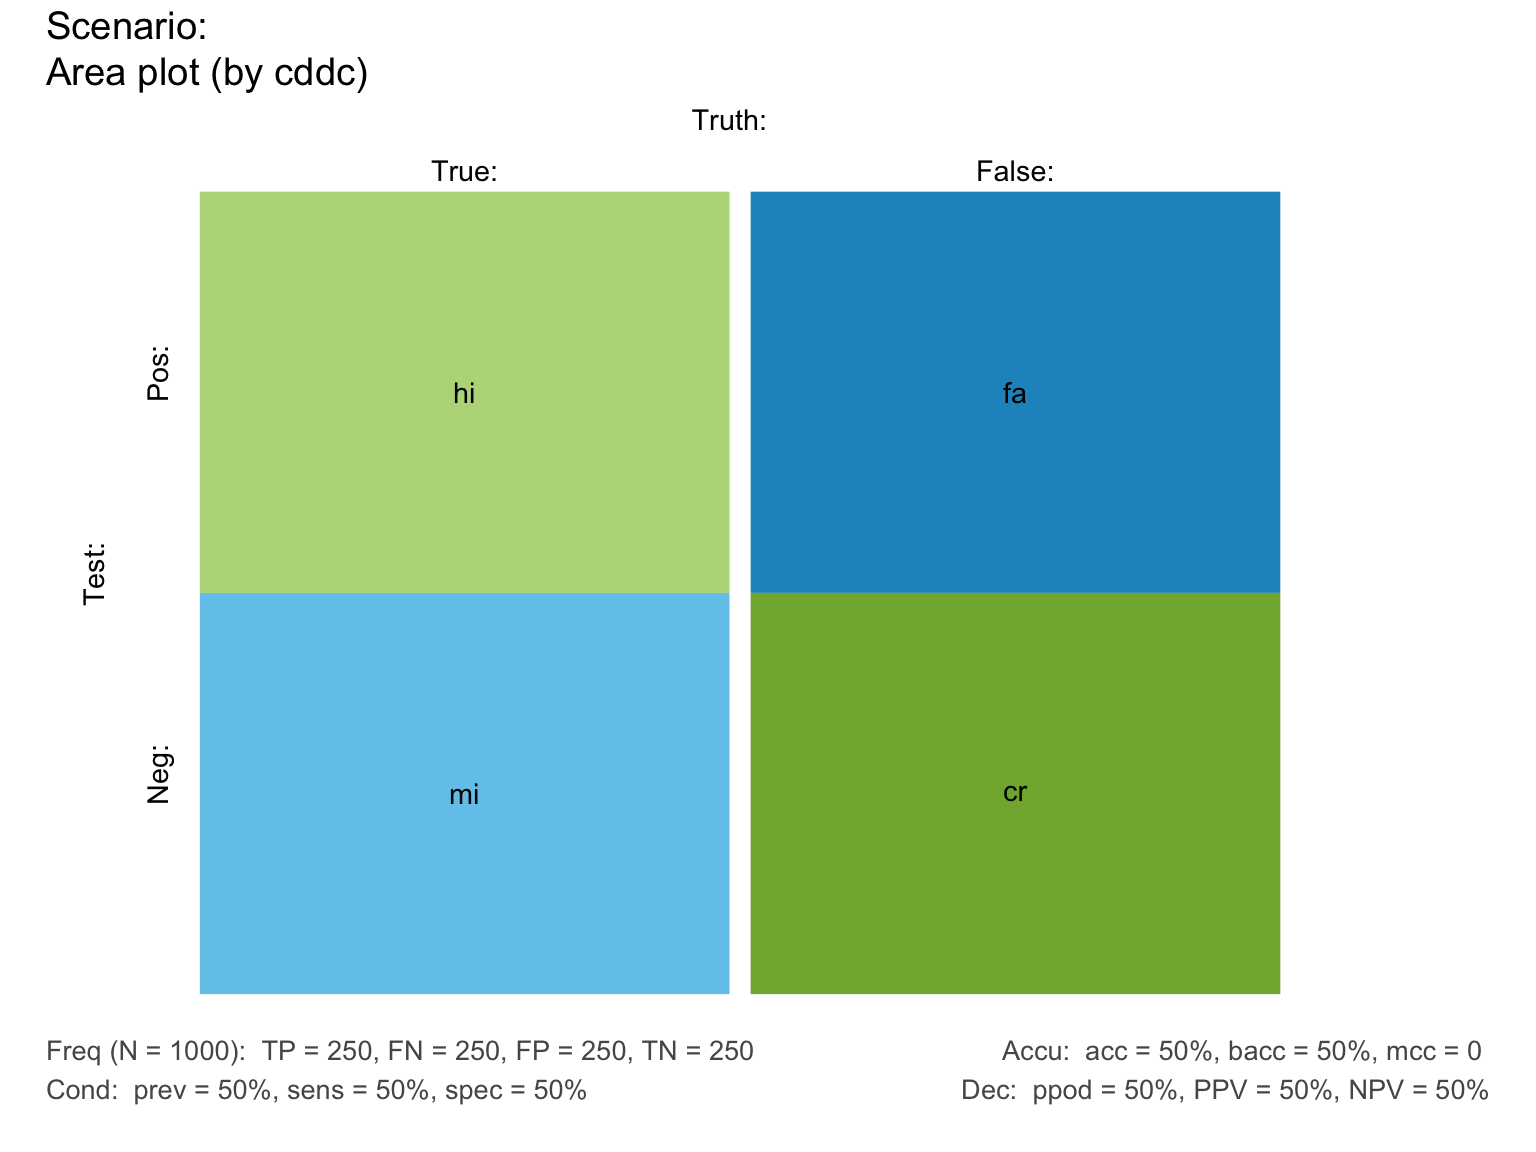 Scenario:
Area plot (by cddc)
Truth:
True:
False:
Test:
Pos:
Neg:
hi
fa
mi
cr
Freq (N = 1000):  TP = 250, FN = 250, FP = 250, TN = 250
Accu:  acc = 50%, bacc = 50%, mcc = 0
Cond:  prev = 50%, sens = 50%, spec = 50%
Dec:  ppod = 50%, PPV = 50%, NPV = 50%